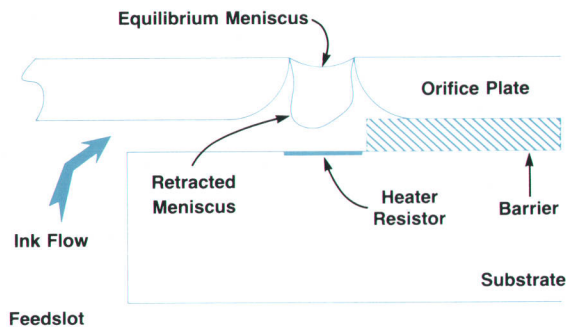 Equilibrium Meniscus
Orifice Plate
Retracted
Meniscus
Heater
Resistor
Barrier
Ink Flow
Substrate
Feedslot